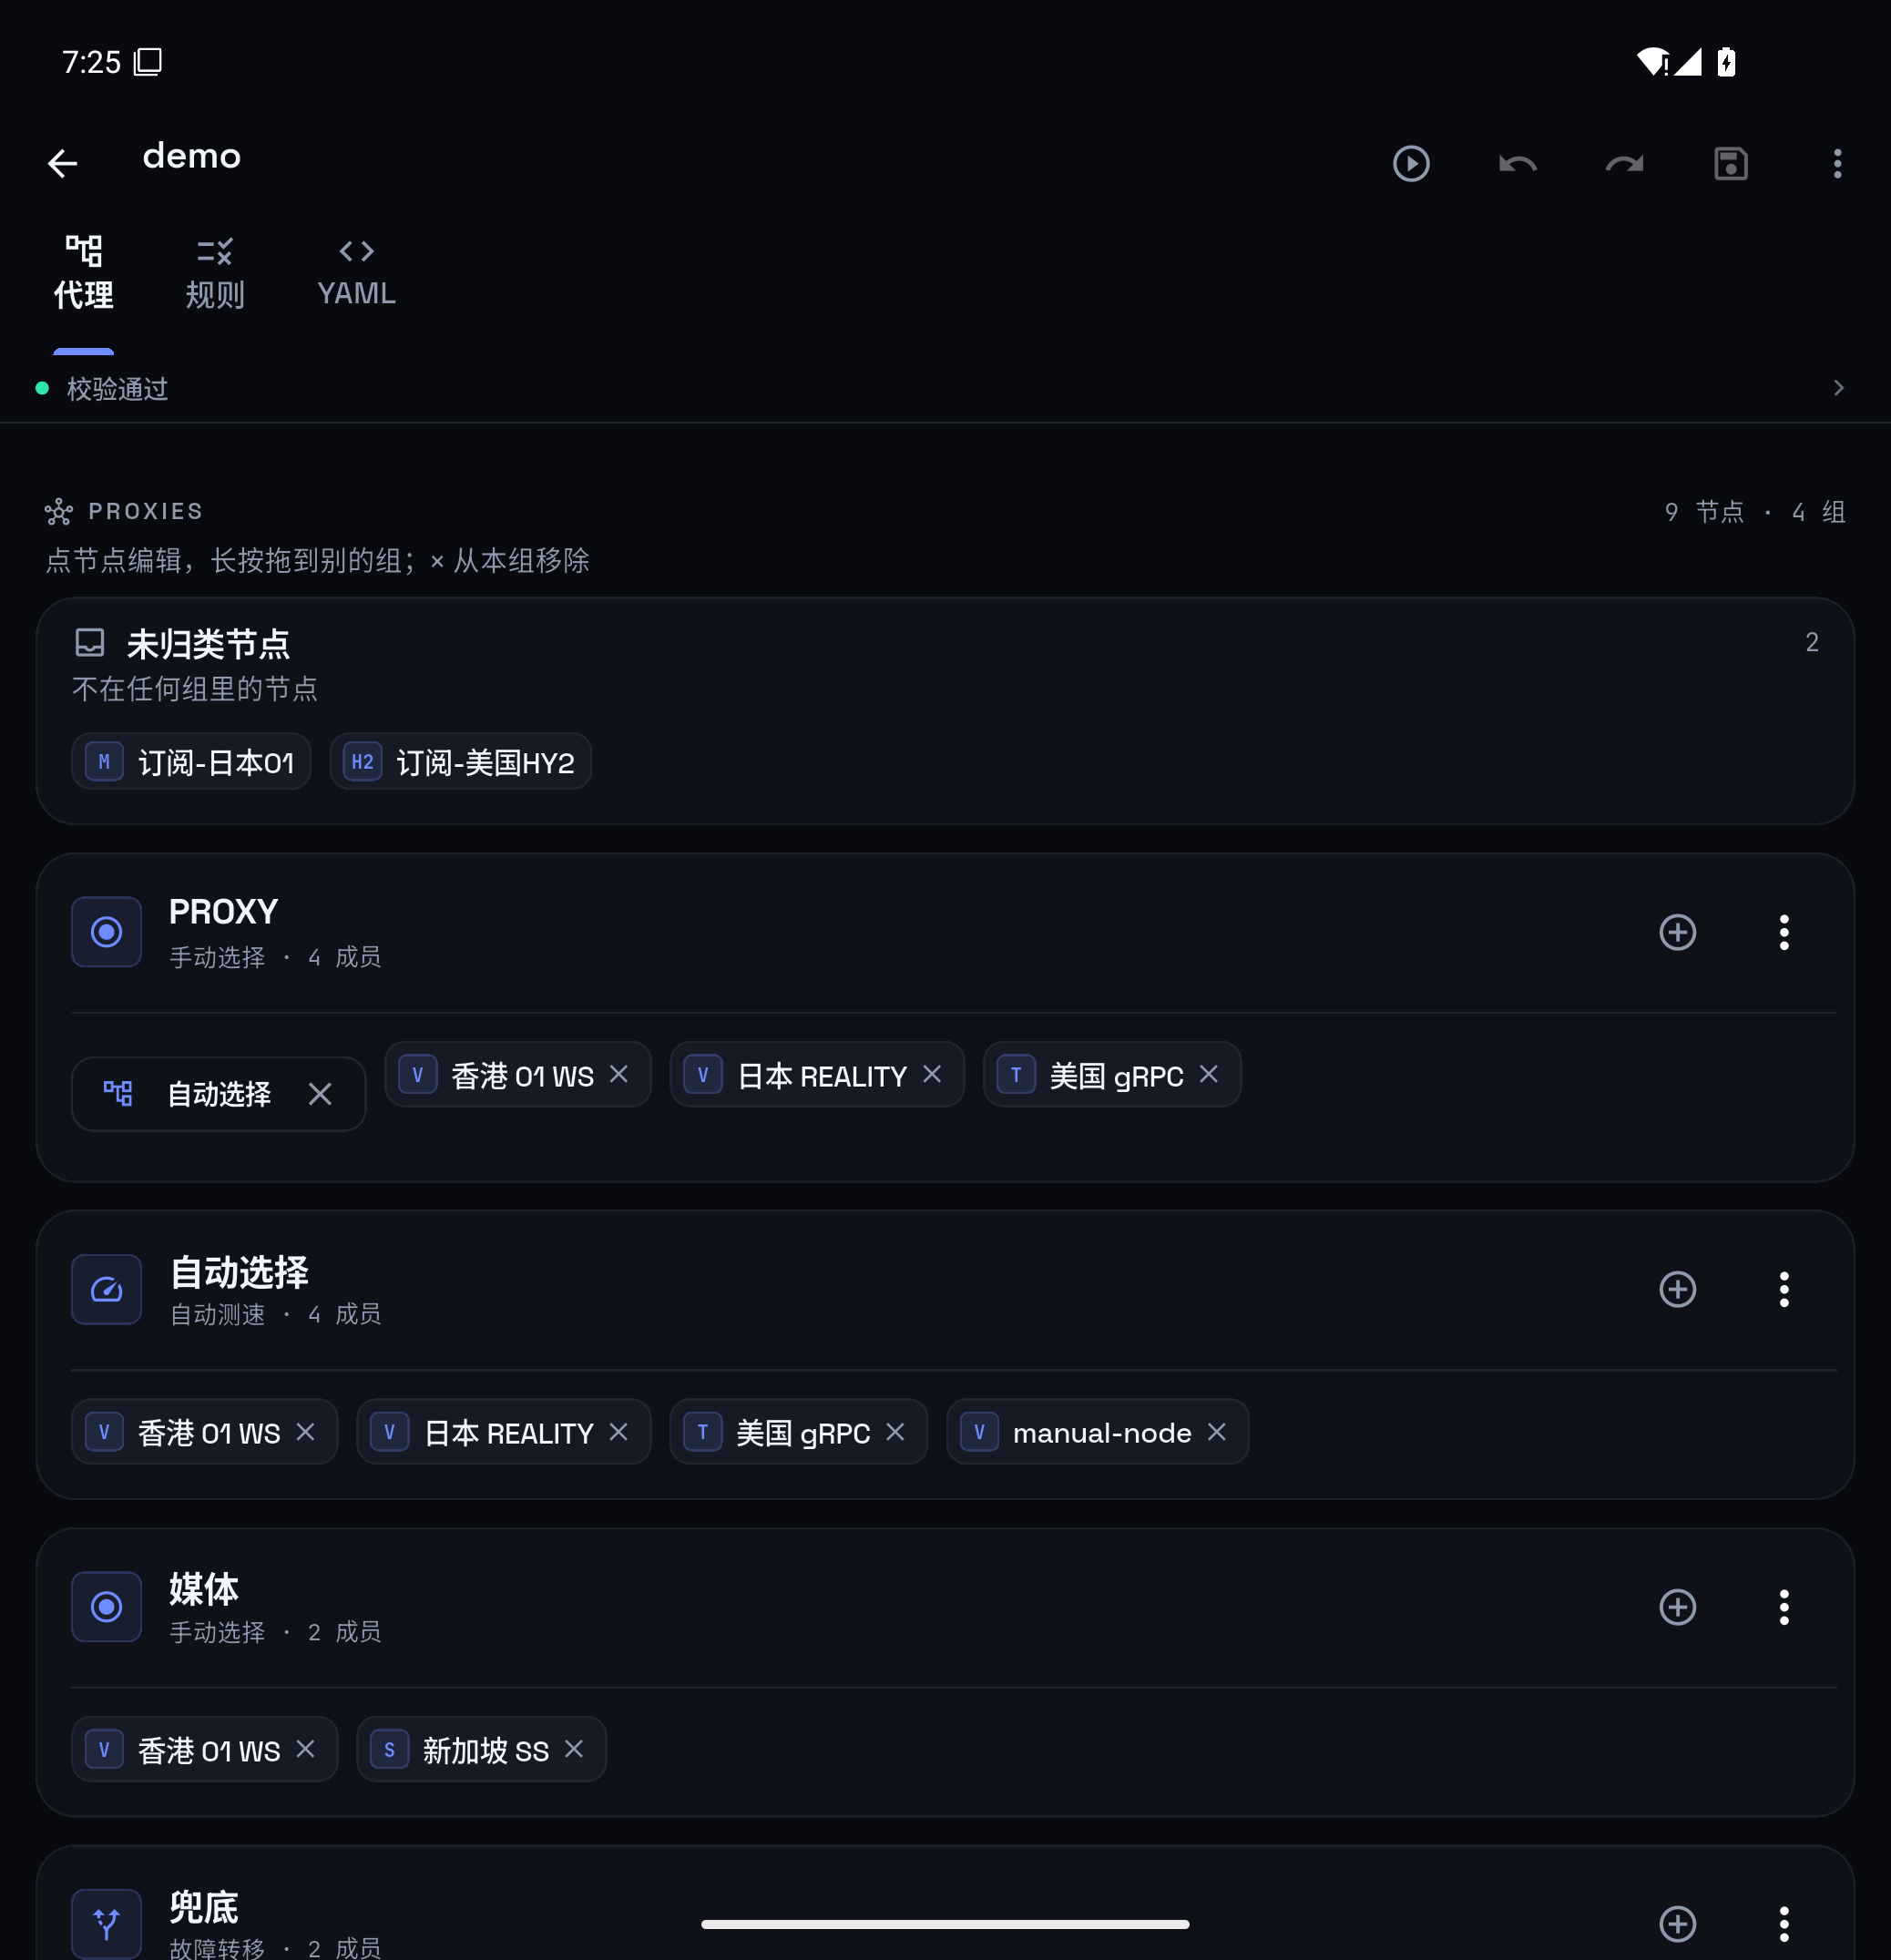 7:25
demo
代理 规则 YAML
校验通过
PROXIES 9 节点 · 4 组
点节点编辑，长按拖到别的组；× 从本组移除
未归类节点 2
不在任何组里的节点
M 订阅-日本01 H2 订阅-美国HY2
PROXY
手动选择 · 4 成员
自动选择 V 香港 01 WS V 日本 REALITY T 美国 gRPC
自动选择
自动测速 · 4 成员
V 香港 01 WS V 日本 REALITY T 美国 gRPC V manual-node
媒体
手动选择 · 2 成员
V 香港 01 WS S 新加坡 SS
兜底
故障转移 · 2 成员